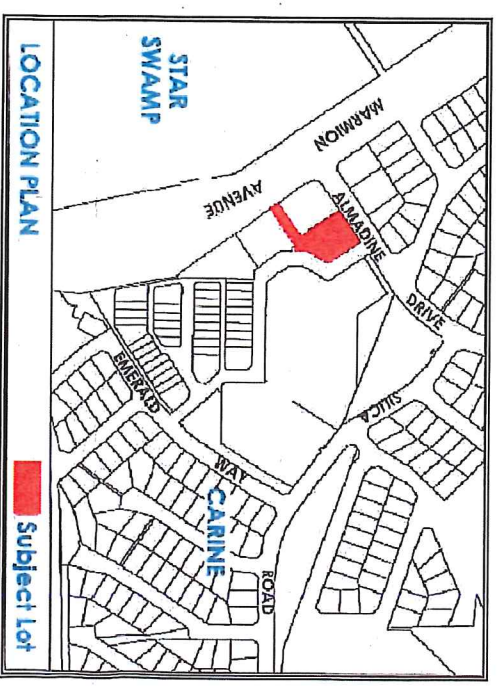 STAR
SWAMP
MARMION
AVENUE
ALMADINE
DRIVE
SILICA
ROAD
EMERALD
WAY
CARINE
LOCATION PLAN
Subject Lot